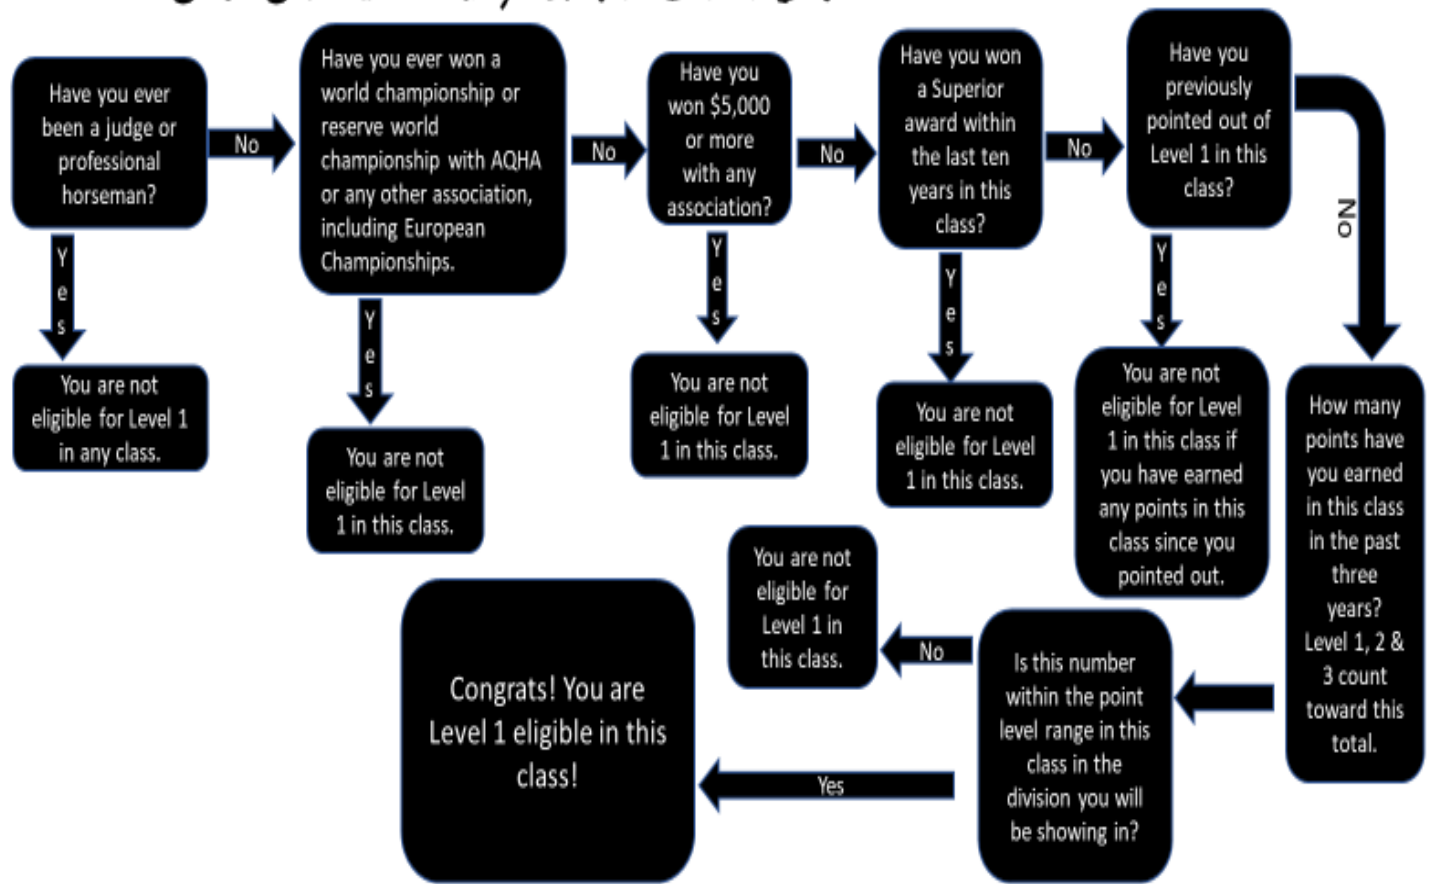 Have you ever
been a judge or
professional
horseman?
No
Yes
You are not
eligible for Level 1
in any class.
Have you ever won a
world championship or
reserve world
championship with AQHA
or any other association,
including European
Championships.
No
Yes
You are not
eligible for Level
1 in this class.
Have you
won $5,000
or more
with any
association?
No
Yes
You are not
eligible for Level
1 in this class.
Have you won
a Superior
award within
the last ten
years in this
class?
No
Yes
You are not
eligible for Level
1 in this class.
Have you
previously
pointed out of
Level 1 in this
class?
No
Yes
You are not
eligible for Level
1 in this class if
you have earned
any points in this
class since you
pointed out.
How many
points have
you earned
in this class
in the past
three
years?
Level 1, 2 &
3 count
toward this
total.
Is this number
within the point
level range in this
class in the
division you will
be showing in?
No
You are not
eligible for
Level 1 in
this class.
Yes
Congrats! You are
Level 1 eligible in this
class!